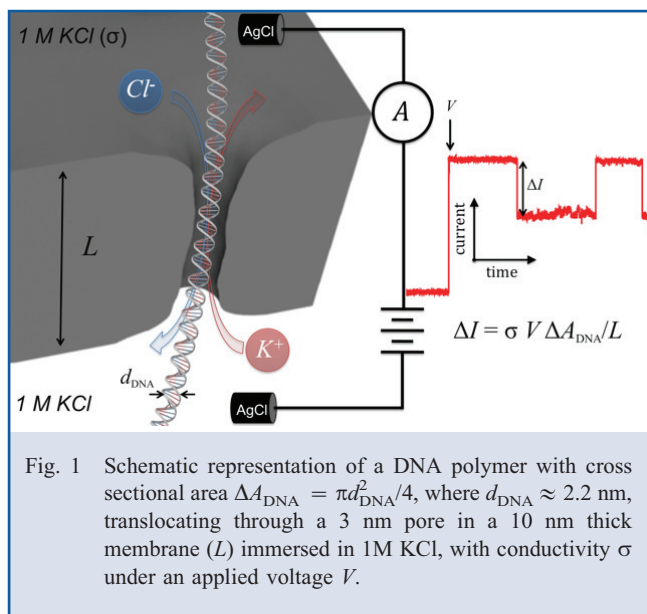 1 M KCl (σ)
AgCl
Cl⁻
A
V
ΔI
L
current
time
K⁺
ΔI = σ V ΔA_DNA/L
d_DNA
1 M KCl
AgCl
Fig. 1 Schematic representation of a DNA polymer with cross
sectional area ΔA_DNA = πd²_DNA/4, where d_DNA ≈ 2.2 nm,
translocating through a 3 nm pore in a 10 nm thick
membrane (L) immersed in 1M KCl, with conductivity σ
under an applied voltage V.